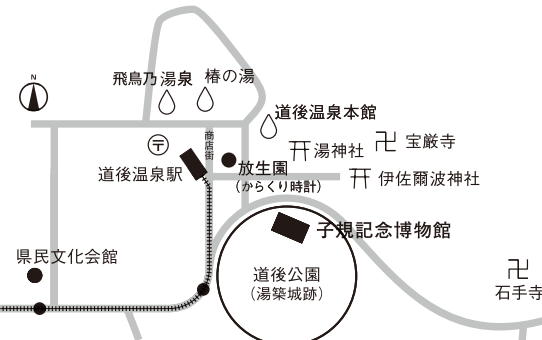 N
飛鳥乃湯泉
椿の湯
道後温泉本館
商店街
〒
湯神社
卍
宝厳寺
道後温泉駅
放生園
(からくり時計)
伊佐爾波神社
子規記念博物館
県民文化会館
道後公園
(湯築城跡)
卍
石手寺